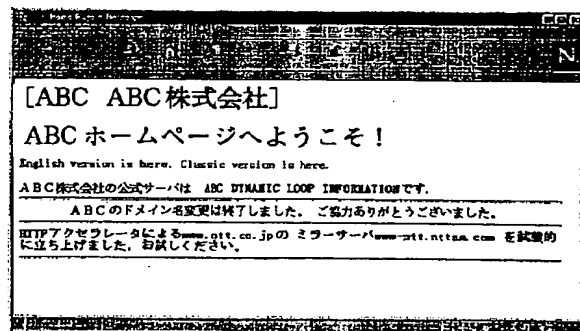 [ABC ABC株式会社]
ABCホームページへようこそ!
English version is here. Classic version is here.
ABC株式会社の公式サーバは ABC DYNAMIC LOOP INFORMATIONです.
ABCのドメイン名変更は終了しました. ご協力ありがとうございました.
HTTPアクセラレータによるwww.ntt.co.jpの ミラーサーバwww-ntt.nttam.com を試験的
に立ち上げました. お試しください.